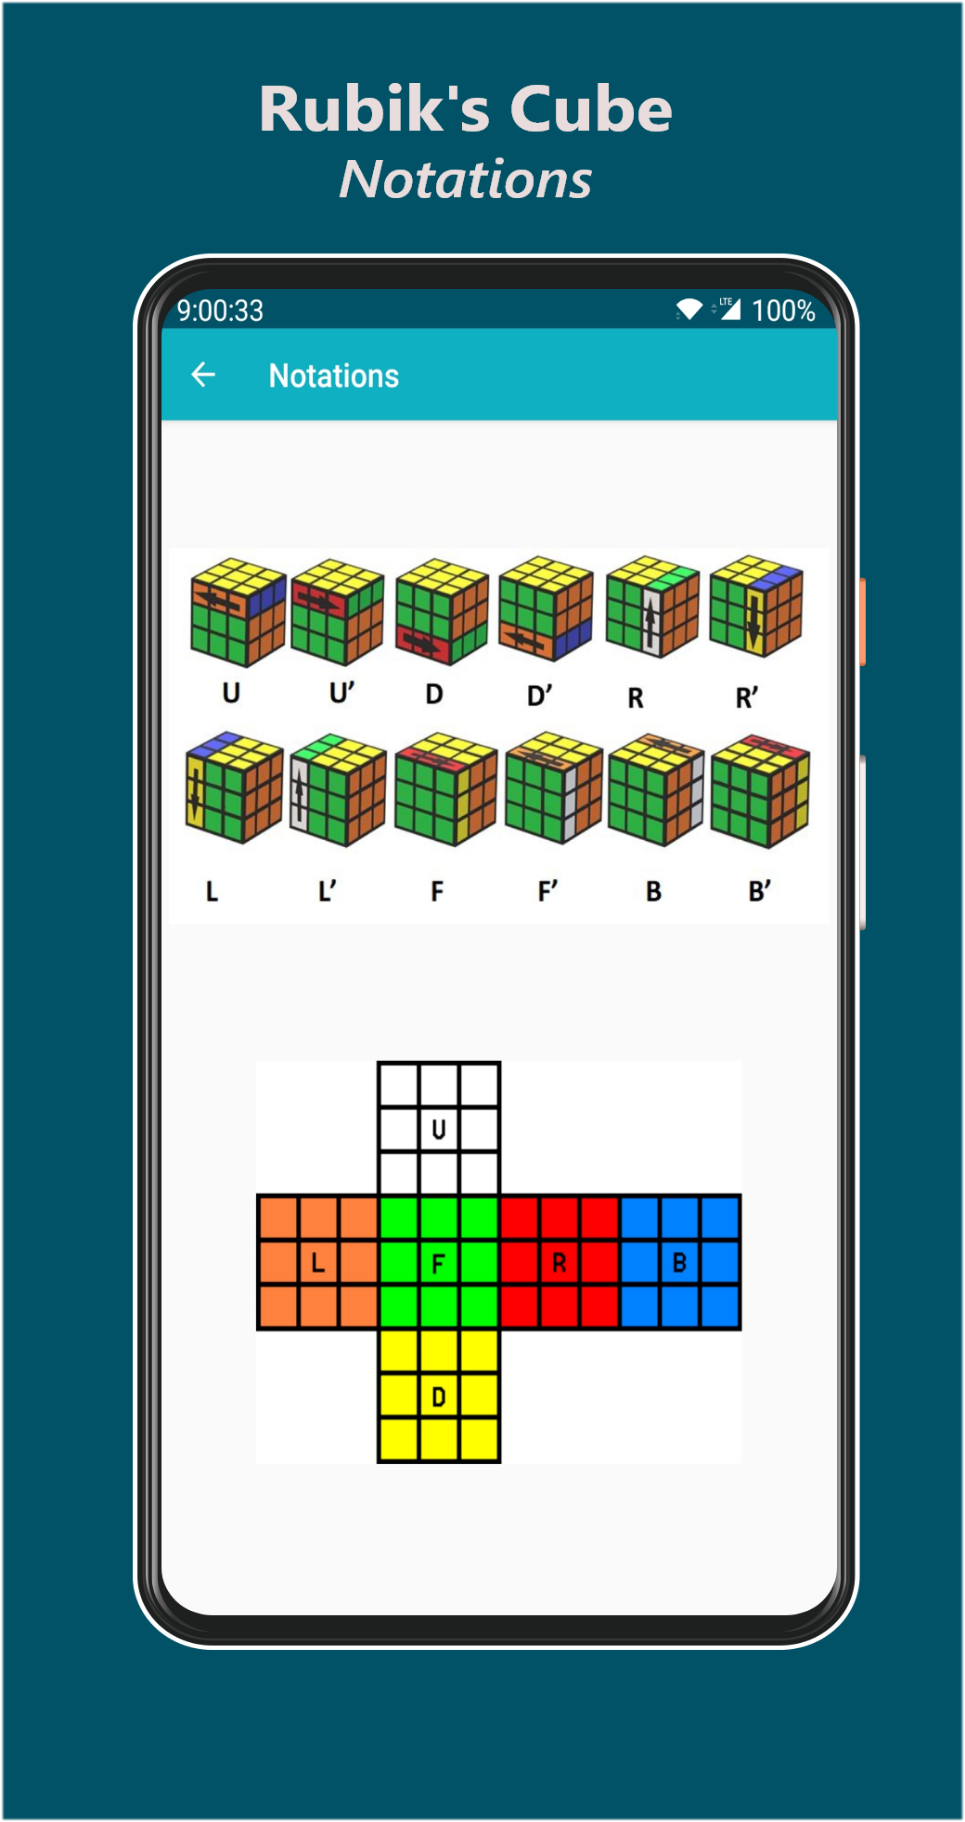 Rubik's Cube
Notations
9:00:33 LTE 100%
Notations
U U’ D D’ R R’
L L’ F F’ B B’
U
L F R B
D